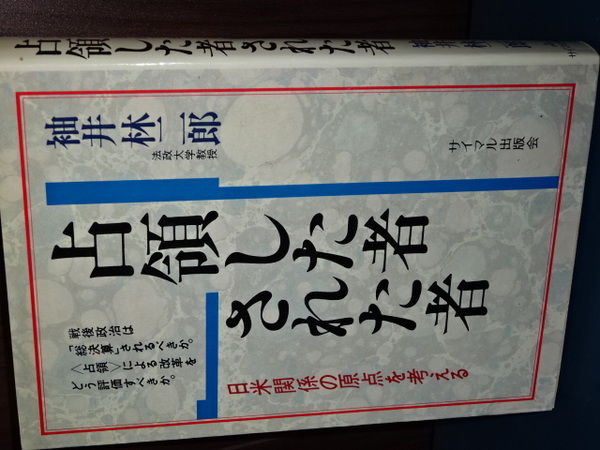 占領した者された者
袖井林二郎
法政大学教授
サイマル出版会
占領した者
された者
戦後政治は
「総決算」されるべきか。
〈占領〉による改革を
どう評価すべきか。
日米関係の原点を考える